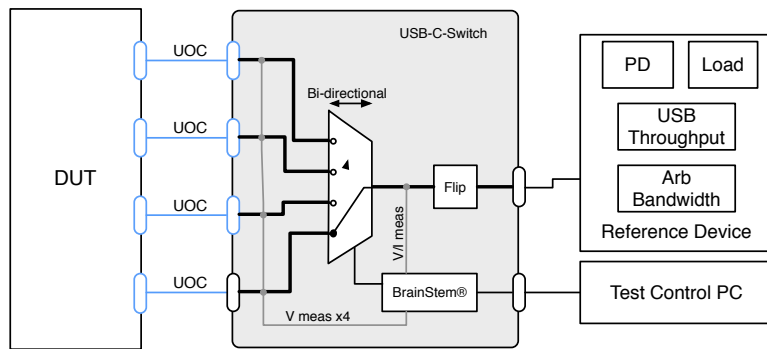 USB-C-Switch
UOC
Bi-directional
PD
Load
USB
Throughput
UOC
DUT
Flip
Arb
Bandwidth
UOC
Reference Device
V/I meas
UOC
BrainStem®
Test Control PC
V meas x4